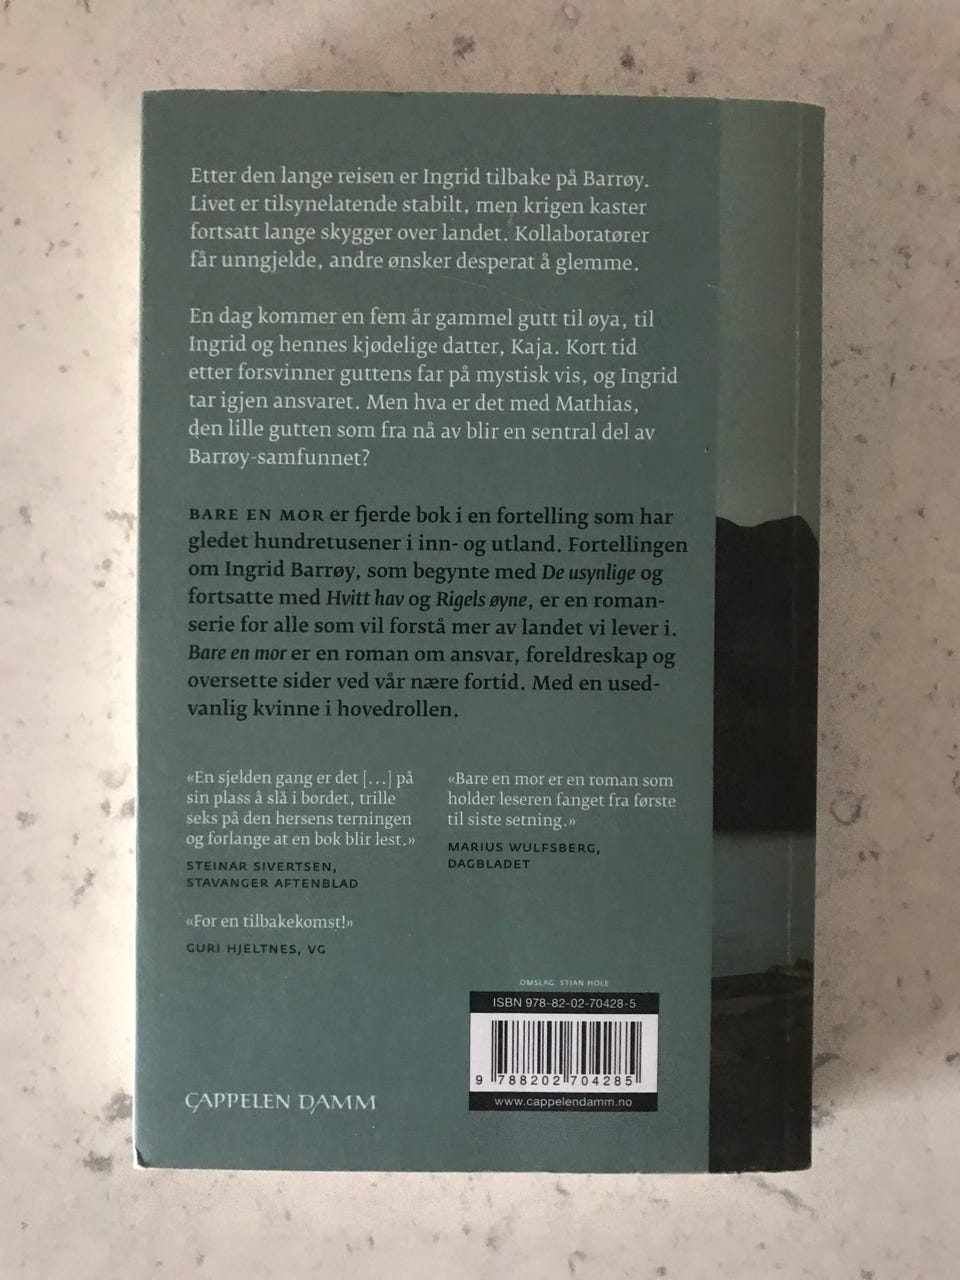 Etter den lange reisen er Ingrid tilbake på Barrøy.
Livet er tilsynelatende stabilt, men krigen kaster
fortsatt lange skygger over landet. Kollaboratører
får unngjelde, andre ønsker desperat å glemme.
En dag kommer en fem år gammel gutt til øya, til
Ingrid og hennes kjødelige datter, Kaja. Kort tid
etter forsvinner guttens far på mystisk vis, og Ingrid
tar igjen ansvaret. Men hva er det med Mathias,
den lille gutten som fra nå av blir en sentral del av
Barrøy-samfunnet?
BARE EN MOR er fjerde bok i en fortelling som har
gledet hundretusener i inn- og utland. Fortellingen
om Ingrid Barrøy, som begynte med De usynlige og
fortsatte med Hvitt hav og Rigels øyne, er en roman-
serie for alle som vil forstå mer av landet vi lever i.
Bare en mor er en roman om ansvar, foreldreskap og
oversette sider ved vår nære fortid. Med en used-
vanlig kvinne i hovedrollen.
«En sjelden gang er det [...] på
sin plass å slå i bordet, trille
seks på den hersens terningen
og forlange at en bok blir lest.»
STEINAR SIVERTSEN,
STAVANGER AFTENBLAD
«For en tilbakekomst!»
GURI HJELTNES, VG
«Bare en mor er en roman som
holder leseren fanget fra første
til siste setning.»
MARIUS WULFSBERG,
DAGBLADET
OMSLAG: STIAN HOLE
ISBN 978-82-02-70428-5
9 788202 704285
www.cappelendamm.no
CAPPELEN DAMM